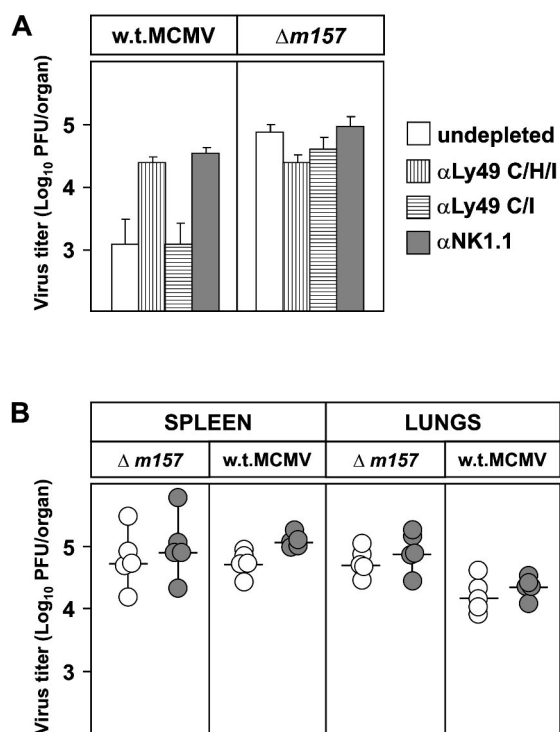 A
w.t.MCMV Δm157
Virus titer (Log10 PFU/organ)
5
4
3
undepleted
αLy49 C/H/I
αLy49 C/I
αNK1.1
B
SPLEEN LUNGS
Δ m157 w.t.MCMV Δ m157 w.t.MCMV
Virus titer (Log10 PFU/organ)
5
4
3